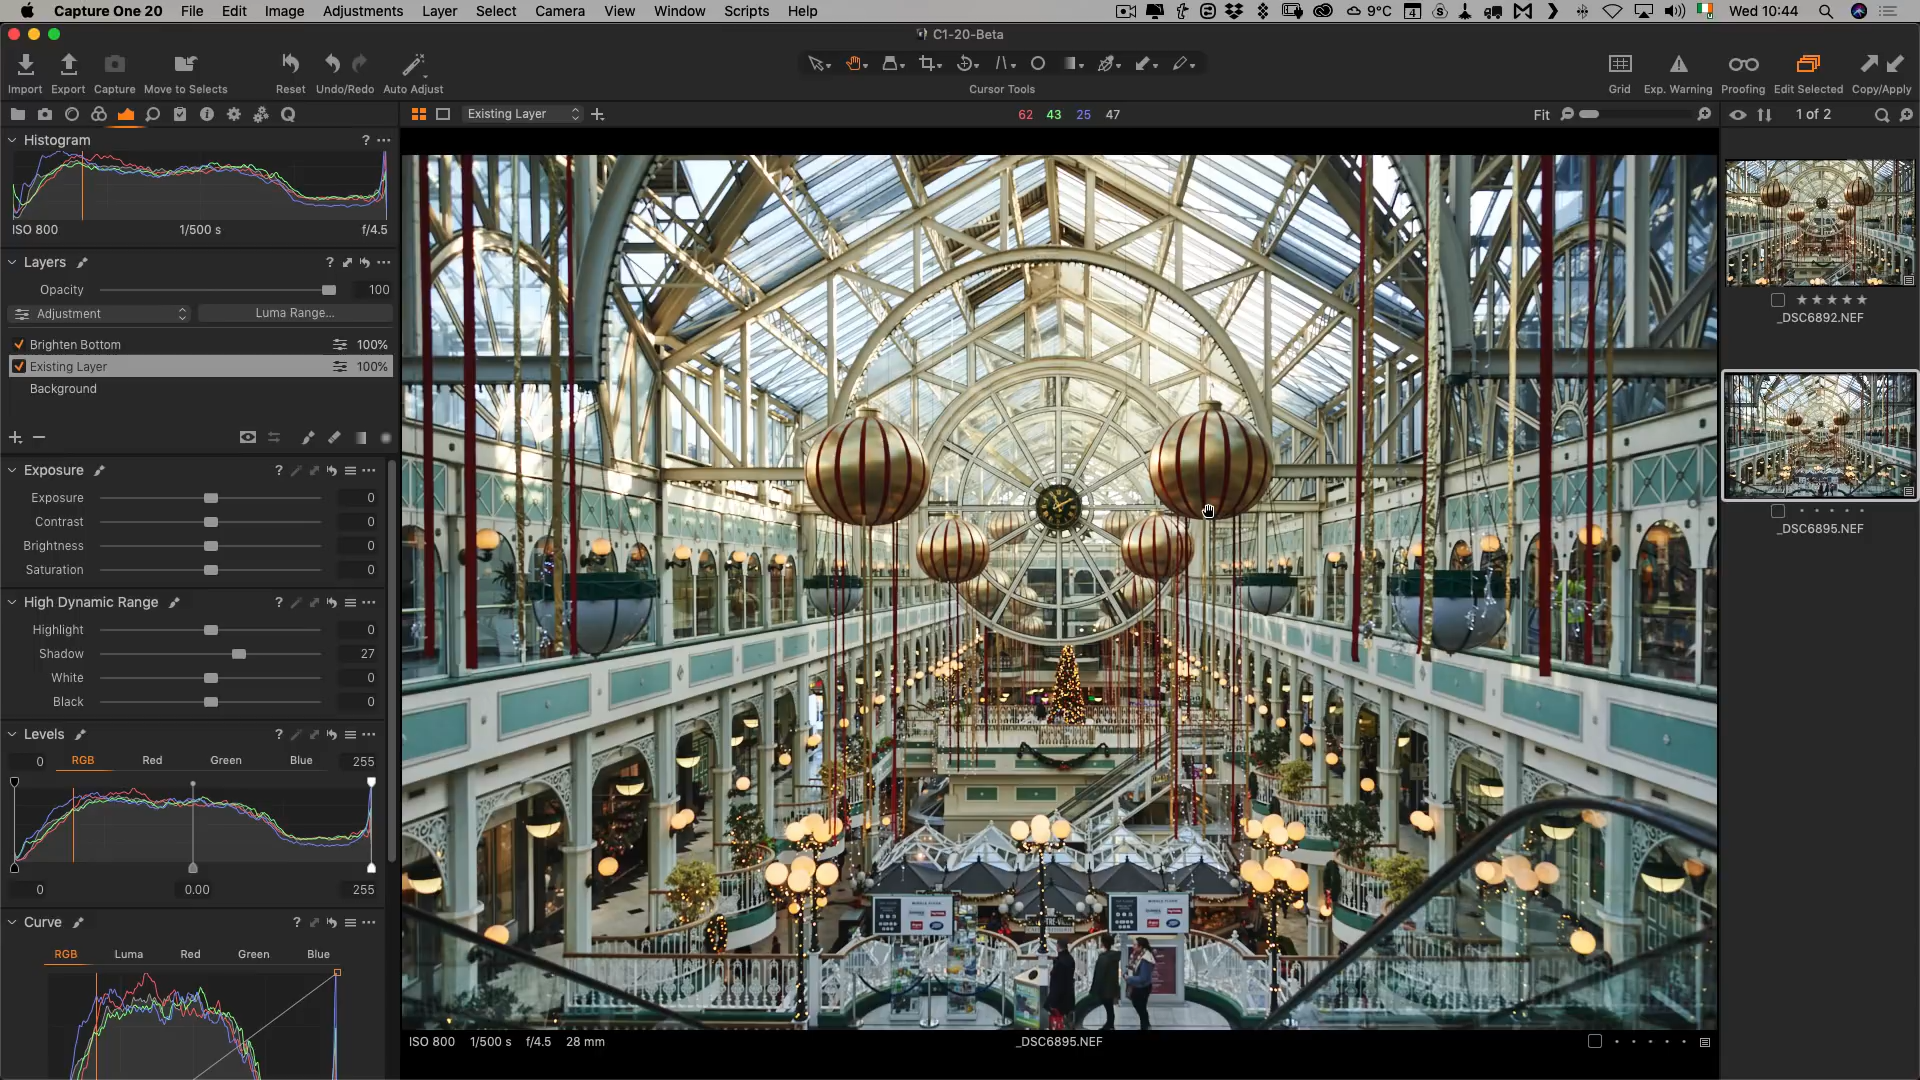 Capture One 20 File Edit Image Adjustments Layer Select Camera View Window Scripts Help 9°C 4 Wed 10:44
C1-20-Beta
Import Export Capture Move to Selects Reset Undo/Redo Auto Adjust Cursor Tools Grid Exp. Warning Proofing Edit Selected Copy/Apply
Existing Layer 62 43 25 47 Fit 1 of 2
Histogram ?
ISO 800 1/500 s f/4.5
Layers ?
Opacity 100
Adjustment Luma Range...
Brighten Bottom 100%
Existing Layer 100%
Background
Exposure ?
Exposure 0
Contrast 0
Brightness 0
Saturation 0
High Dynamic Range ?
Highlight 0
Shadow 27
White 0
Black 0
Levels ?
0 RGB Red Green Blue 255
0 0.00 255
Curve ?
RGB Luma Red Green Blue
ISO 800 1/500 s f/4.5 28 mm _DSC6895.NEF
_DSC6892.NEF
_DSC6895.NEF